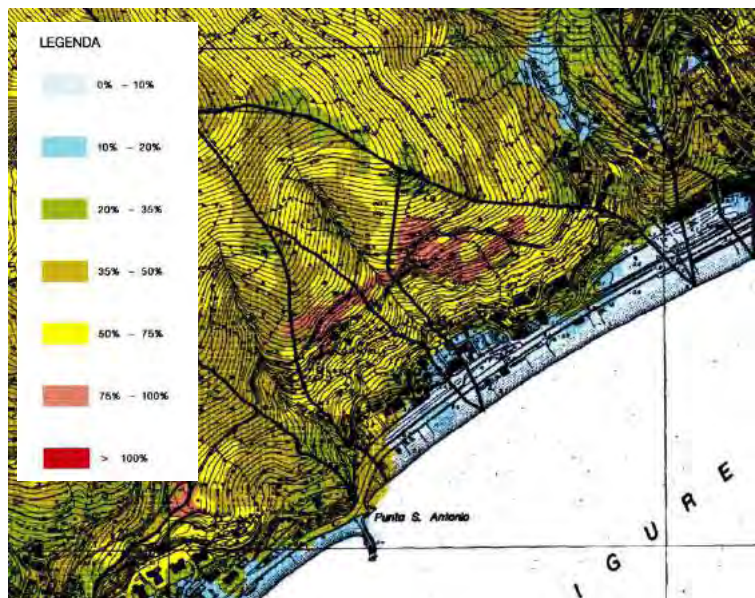 LEGENDA
0% - 10%
10% - 20%
20% - 35%
35% - 50%
50% - 75%
75% - 100%
> 100%
Punta S. Antonio
I G U R E